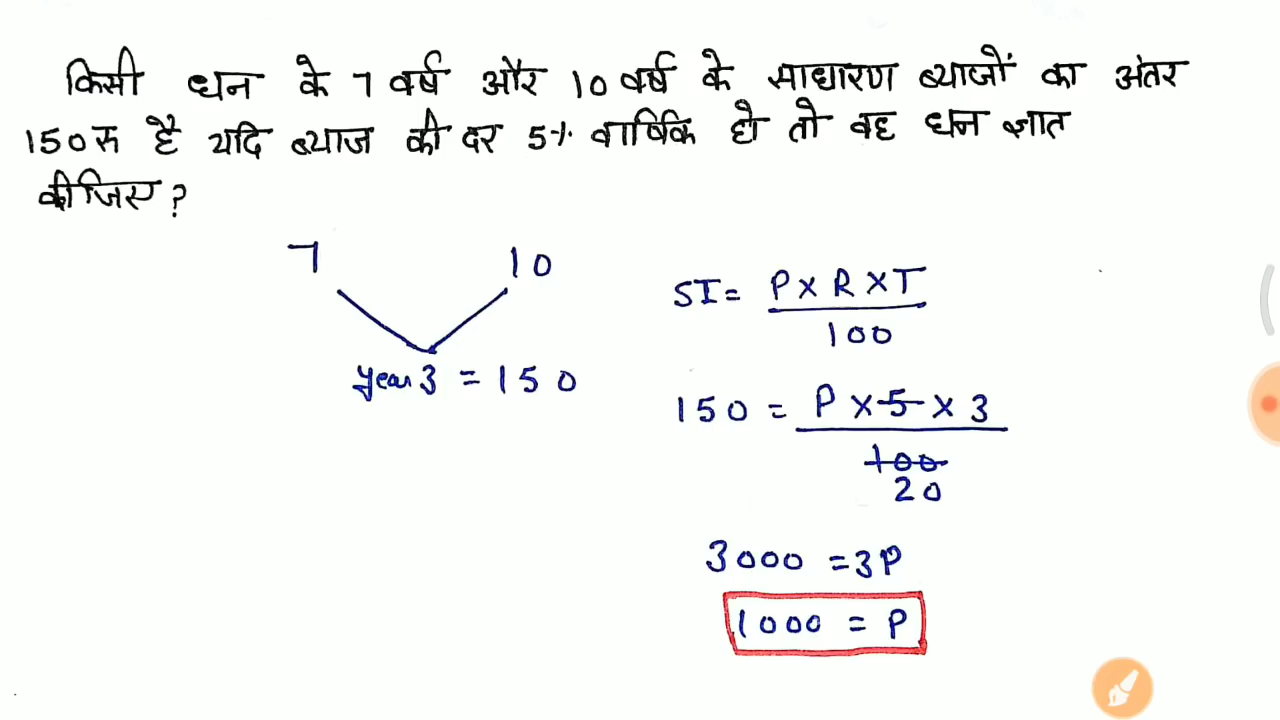 किसी धन के 7 वर्ष और 10 वर्ष के साधारण ब्याजों का अंतर
150रु है यदि ब्याज की दर 5% वार्षिक हो तो वह धन ज्ञात
कीजिए ?
7 10
year 3 = 150
SI = P × R × T
100
150 = P × 5 × 3
100
20
3000 = 3P
1000 = P